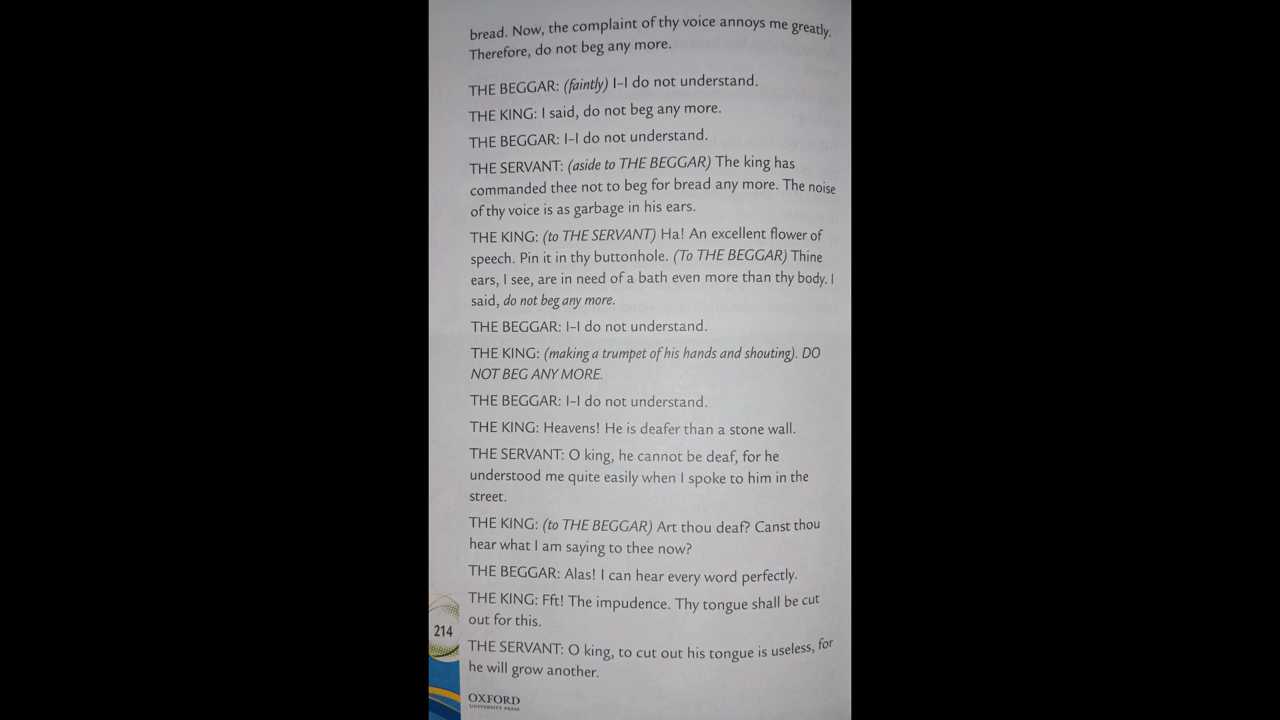 bread. Now, the complaint of thy voice annoys me greatly.
Therefore, do not beg any more.
THE BEGGAR: (faintly) I–I do not understand.
THE KING: I said, do not beg any more.
THE BEGGAR: I–I do not understand.
THE SERVANT: (aside to THE BEGGAR) The king has
commanded thee not to beg for bread any more. The noise
of thy voice is as garbage in his ears.
THE KING: (to THE SERVANT) Ha! An excellent flower of
speech. Pin it in thy buttonhole. (To THE BEGGAR) Thine
ears, I see, are in need of a bath even more than thy body. I
said, do not beg any more.
THE BEGGAR: I–I do not understand.
THE KING: (making a trumpet of his hands and shouting). DO
NOT BEG ANY MORE.
THE BEGGAR: I–I do not understand.
THE KING: Heavens! He is deafer than a stone wall.
THE SERVANT: O king, he cannot be deaf, for he
understood me quite easily when I spoke to him in the
street.
THE KING: (to THE BEGGAR) Art thou deaf? Canst thou
hear what I am saying to thee now?
THE BEGGAR: Alas! I can hear every word perfectly.
THE KING: Fft! The impudence. Thy tongue shall be cut
out for this.
THE SERVANT: O king, to cut out his tongue is useless, for
he will grow another.
214
OXFORD
UNIVERSITY PRESS